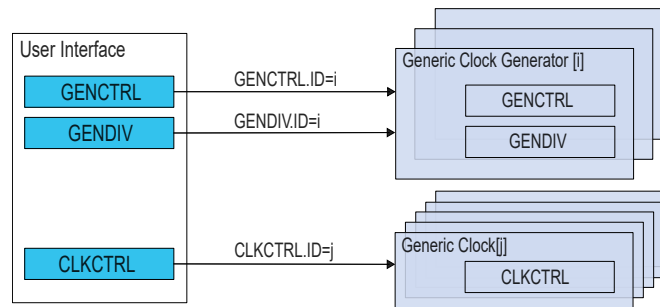 User Interface
GENCTRL
GENDIV
CLKCTRL
GENCTRL.ID=i
GENDIV.ID=i
CLKCTRL.ID=j
Generic Clock Generator [i]
GENCTRL
GENDIV
Generic Clock[j]
CLKCTRL